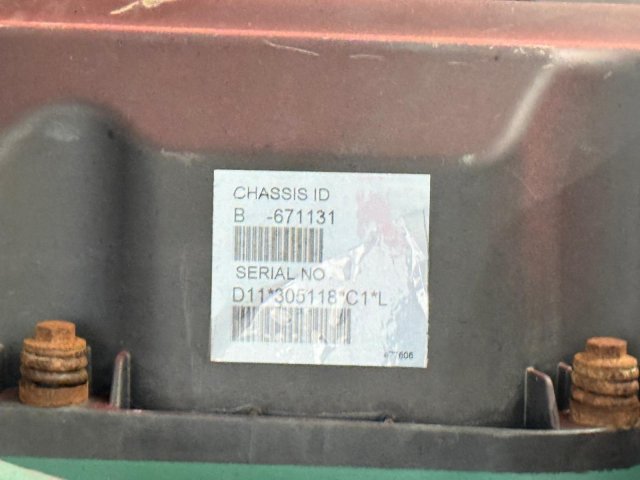 CHASSIS ID
B -671131
SERIAL NO
D11*305118*C1*L